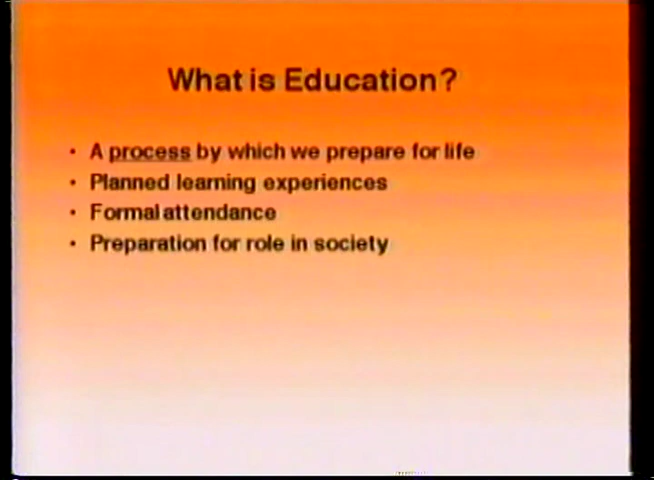 What is Education?
• A process by which we prepare for life
• Planned learning experiences
• Formal attendance
• Preparation for role in society